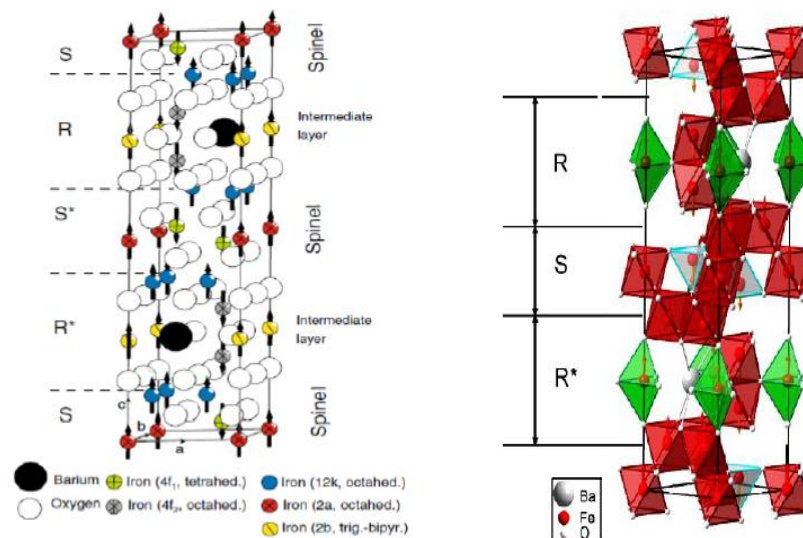 S
R
S*
R*
S
Spinel
Intermediate
layer
Spinel
Intermediate
layer
Spinel
c
b
a
Barium
Oxygen
Iron (4f₁, tetrahed.)
Iron (4f₂, octahed.)
Iron (12k, octahed.)
Iron (2a, octahed.)
Iron (2b, trig.-bipyr.)
R
S
R*
Ba
Fe
O